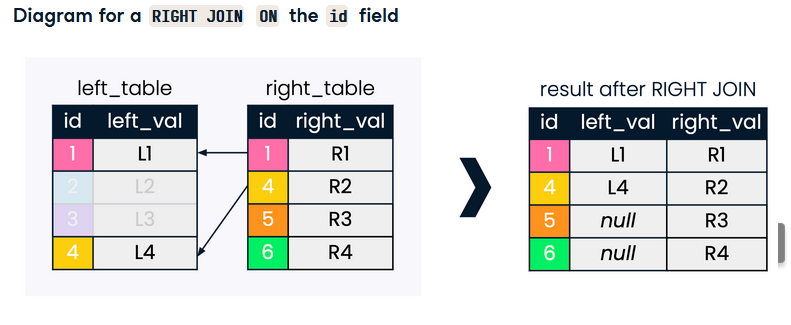 Diagram for a RIGHT JOIN ON the id field
left_table right_table result after RIGHT JOIN
id left_val id right_val id left_val right_val
1 L1 1 R1 1 L1 R1
2 L2 4 R2 4 L4 R2
3 L3 5 R3 5 null R3
4 L4 6 R4 6 null R4